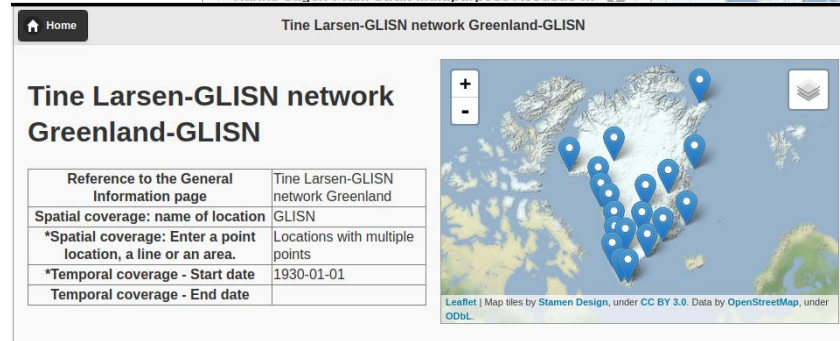 Home
Tine Larsen-GLISN network Greenland-GLISN
Tine Larsen-GLISN network
Greenland-GLISN
Reference to the General
Information page
Tine Larsen-GLISN
network Greenland
Spatial coverage: name of location
GLISN
*Spatial coverage: Enter a point
location, a line or an area.
Locations with multiple
points
*Temporal coverage - Start date
1930-01-01
Temporal coverage - End date
+
-
Leaflet | Map tiles by Stamen Design, under CC BY 3.0. Data by OpenStreetMap, under
ODbL.